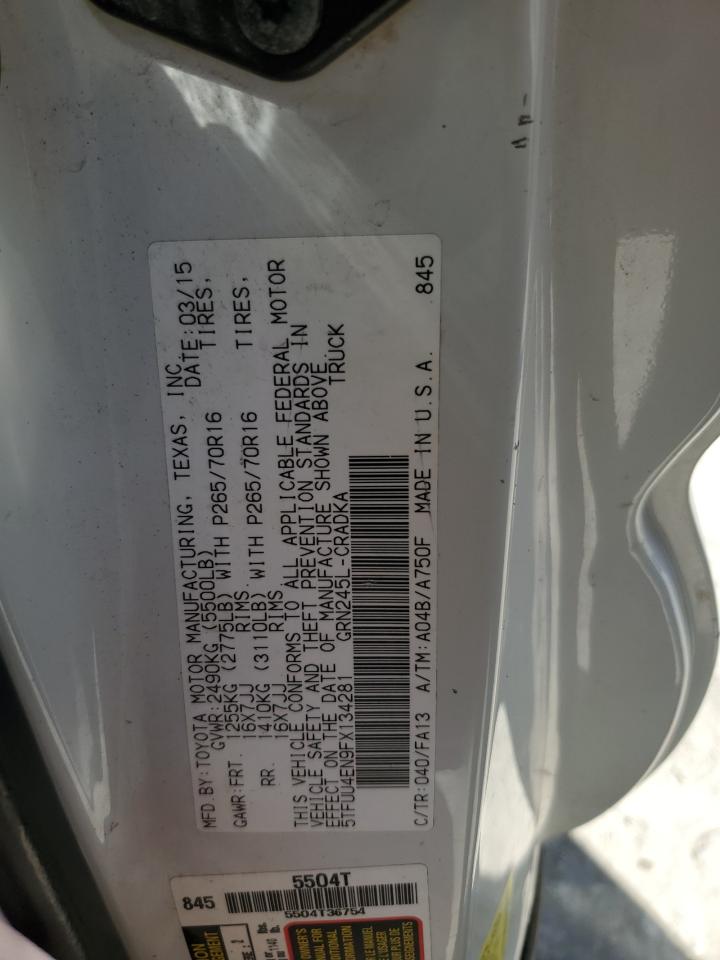 MFD. BY: TOYOTA MOTOR MANUFACTURING, TEXAS, INC.
GVWR: 2490KG (5500LB) DATE: 03/15
GAWR: FRT. 1255KG (2775LB) WITH P265/70R16 TIRES,
16X7JJ RIMS
RR. 1410KG (3110LB) WITH P265/70R16 TIRES,
16X7JJ RIMS
THIS VEHICLE CONFORMS TO ALL APPLICABLE FEDERAL MOTOR
VEHICLE SAFETY AND THEFT PREVENTION STANDARDS IN
EFFECT ON THE DATE OF MANUFACTURE SHOWN ABOVE.
5TFUU4EN9FX134281 GRN245L-CRADKA TRUCK
C/TR: 040/FA13 A/TM: A04B/A750F MADE IN U.S.A. 845
845 5504T
5504T36754